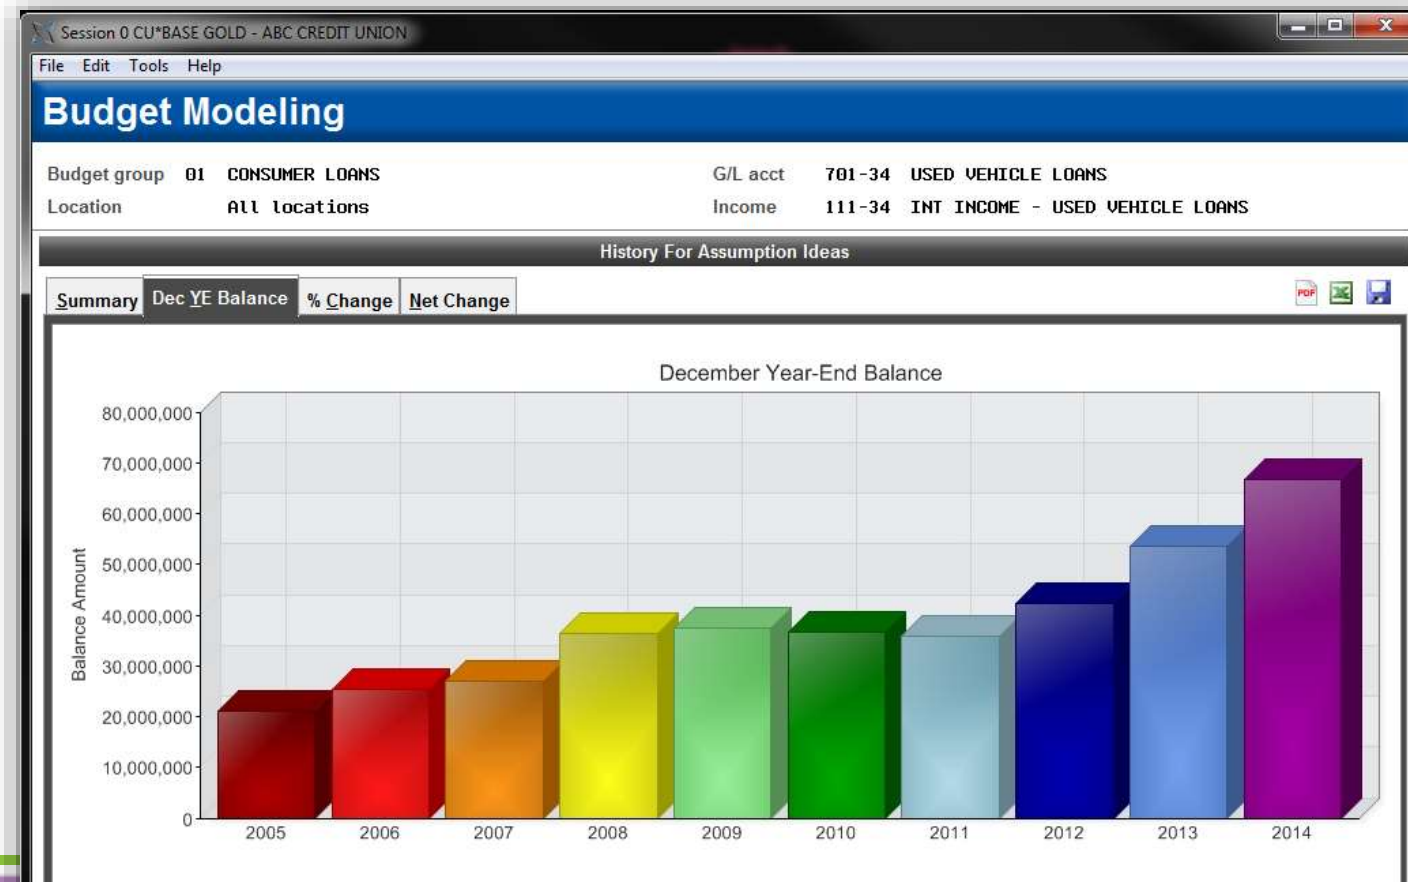 Session 0 CU*BASE GOLD - ABC CREDIT UNION
File Edit Tools Help
Budget Modeling
Budget group 01 CONSUMER LOANS G/L acct 701-34 USED VEHICLE LOANS
Location All locations Income 111-34 INT INCOME - USED VEHICLE LOANS
History For Assumption Ideas
Summary Dec YE Balance % Change Net Change PDF
December Year-End Balance
80,000,000
70,000,000
60,000,000
50,000,000
40,000,000
30,000,000
20,000,000
10,000,000
0
Balance Amount
2005 2006 2007 2008 2009 2010 2011 2012 2013 2014